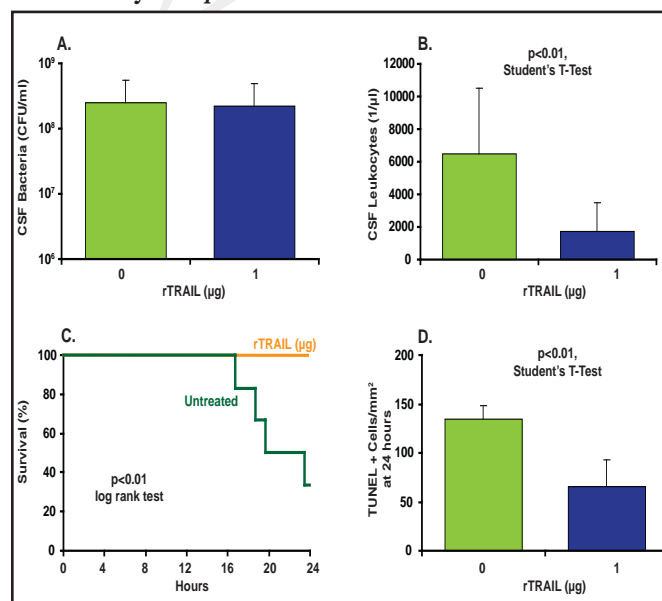 A.
CSF Bacteria (CFU/ml)
10⁹
10⁸
10⁷
10⁶
0
1
rTRAIL (µg)
B.
p<0.01,
Student's T-Test
CSF Leukocytes (1/µl)
12000
10000
8000
6000
4000
2000
0
0
1
rTRAIL (µg)
C.
rTRAIL (µg)
Untreated
p<0.01
log rank test
Survival (%)
100
80
60
40
20
0
0
4
8
12
16
20
24
Hours
D.
p<0.01,
Student's T-Test
TUNEL + Cells/mm²
at 24 hours
200
150
100
50
0
0
1
rTRAIL (µg)